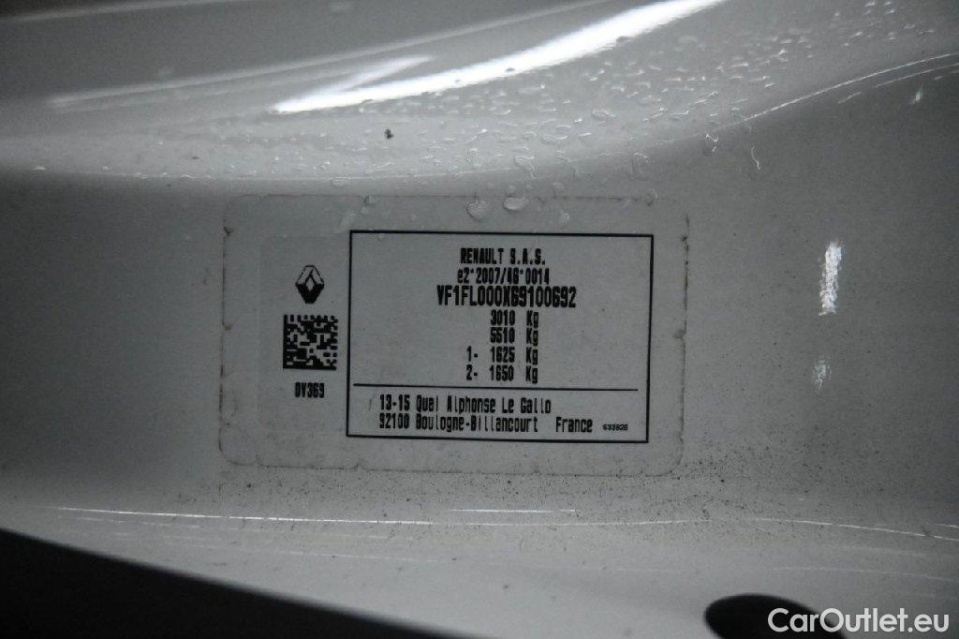 RENAULT S.A.S.
e2*2007/46*0014
VF1FL000X69100692
3010 Kg
5510 Kg
1- 1625 Kg
2- 1650 Kg
DV369
13-15 Quai Alphonse Le Gallo
92100 Boulogne-Billancourt France
CarOutlet.eu